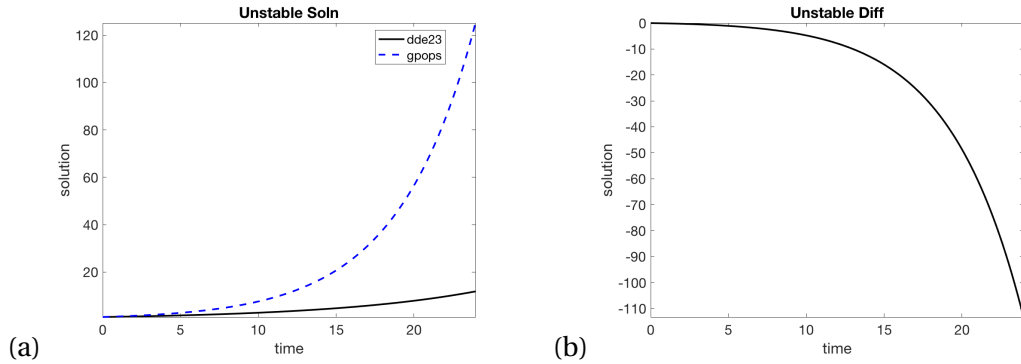 Unstable Soln
120
100
80
60
40
20
solution
dde23
gpops
0 5 10 15 20
time
(a)
Unstable Diff
0
-10
-20
-30
-40
-50
-60
-70
-80
-90
-100
-110
solution
0 5 10 15 20
time
(b)